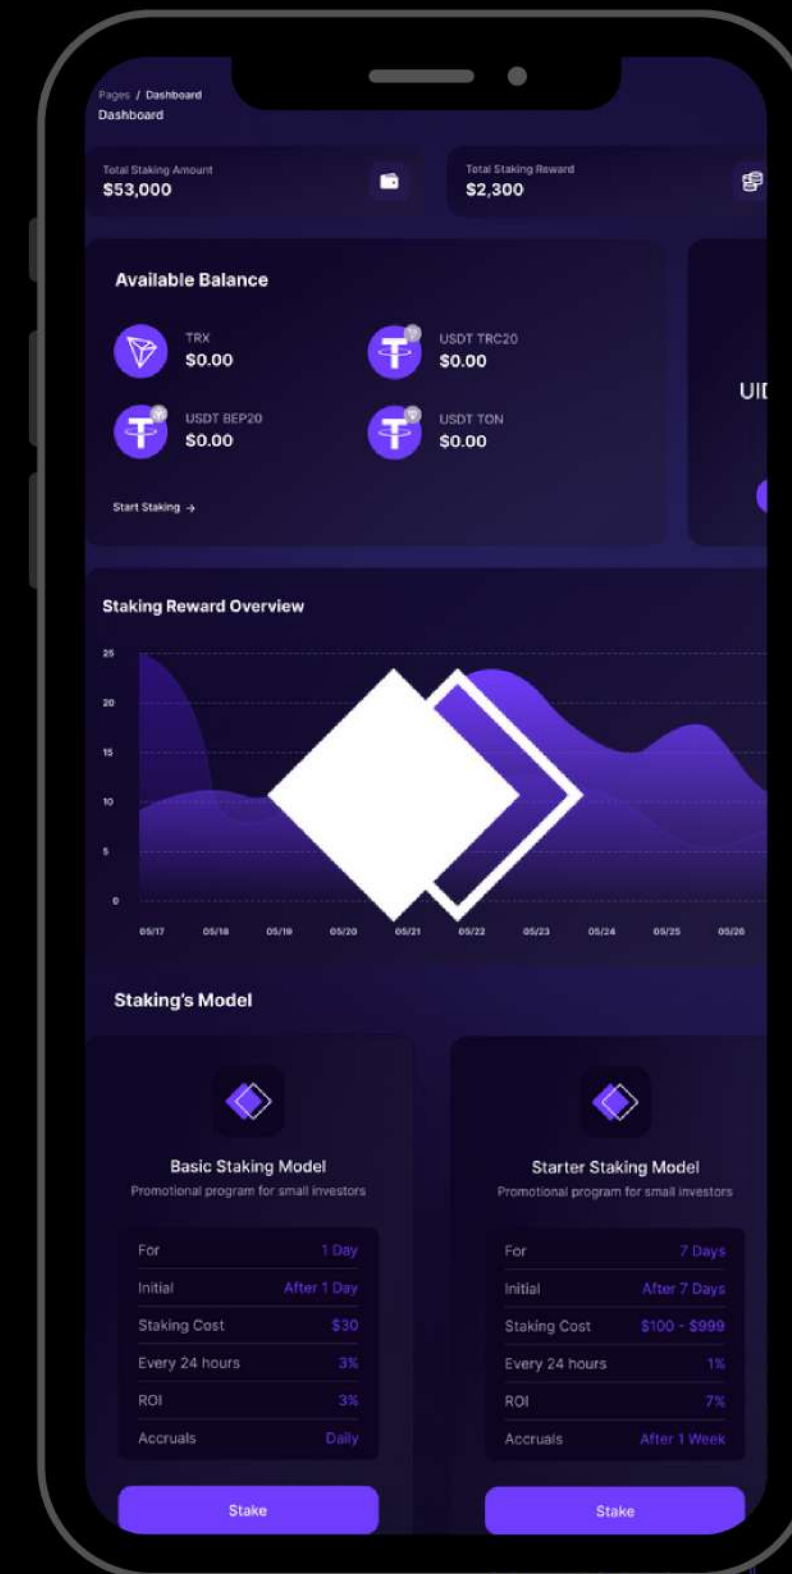 Pages / Dashboard
Dashboard
Total Staking Amount
$53,000
Total Staking Reward
$2,300
Available Balance
TRX
$0.00
USDT TRC20
$0.00
USDT BEP20
$0.00
USDT TON
$0.00
UID
Start Staking →
Staking Reward Overview
25
20
15
10
5
0
05/17 05/18 05/19 05/20 05/21 05/22 05/23 05/24 05/25 05/26
Staking's Model
Basic Staking Model
Promotional program for small investors
For 1 Day
Initial After 1 Day
Staking Cost $30
Every 24 hours 3%
ROI 3%
Accruals Daily
Stake
Starter Staking Model
Promotional program for small investors
For 7 Days
Initial After 7 Days
Staking Cost $100 - $999
Every 24 hours 1%
ROI 7%
Accruals After 1 Week
Stake